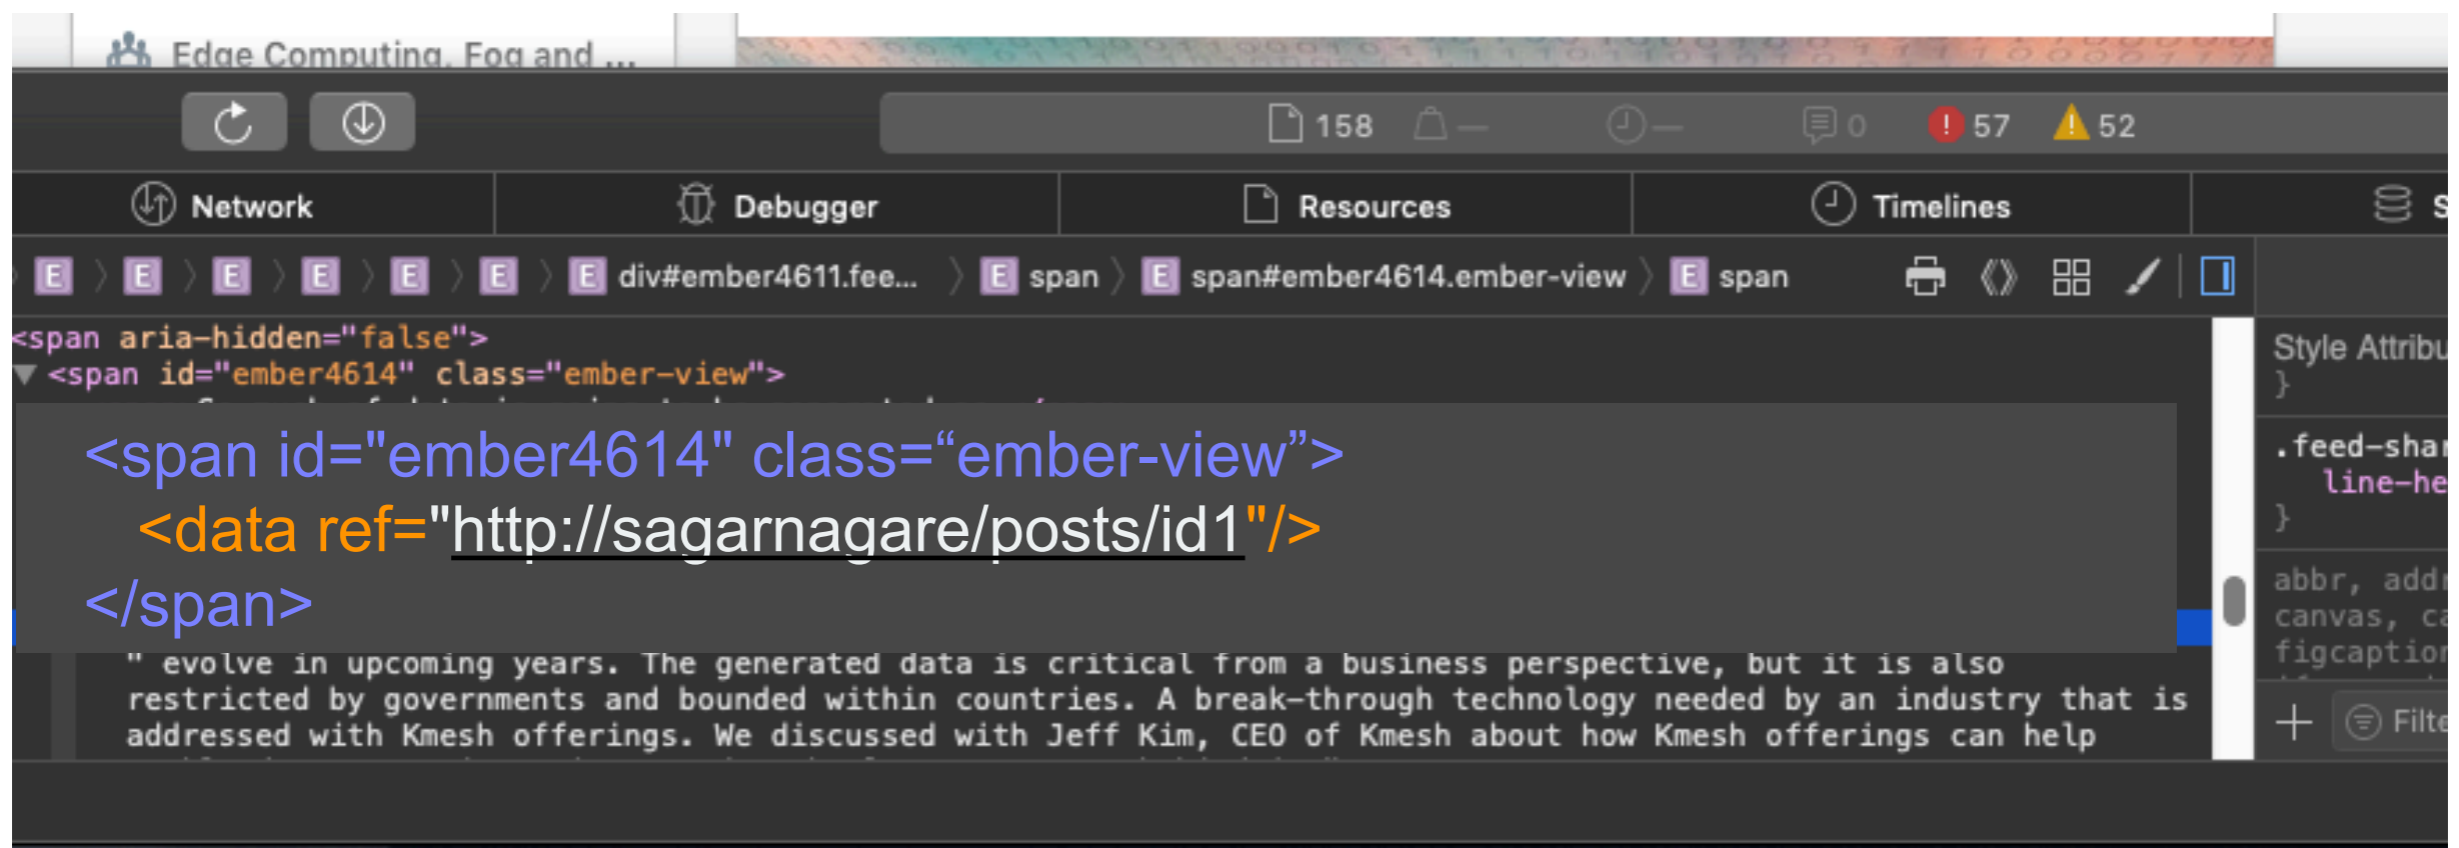 Edge Computing, Fog and ...
158 — — 0 57 52
Network Debugger Resources Timelines S
E E E E E E E div#ember4611.fee... E span E span#ember4614.ember-view E span
<span aria-hidden="false">
<span id="ember4614" class="ember-view">
<span id="ember4614" class=“ember-view”>
<data ref="http://sagarnagare/posts/id1"/>
</span>
" evolve in upcoming years. The generated data is critical from a business perspective, but it is also
restricted by governments and bounded within countries. A break-through technology needed by an industry that is
addressed with Kmesh offerings. We discussed with Jeff Kim, CEO of Kmesh about how Kmesh offerings can help
Style Attribu
}
.feed-shar
line-he
}
abbr, addr
canvas, ca
figcaption
Filte